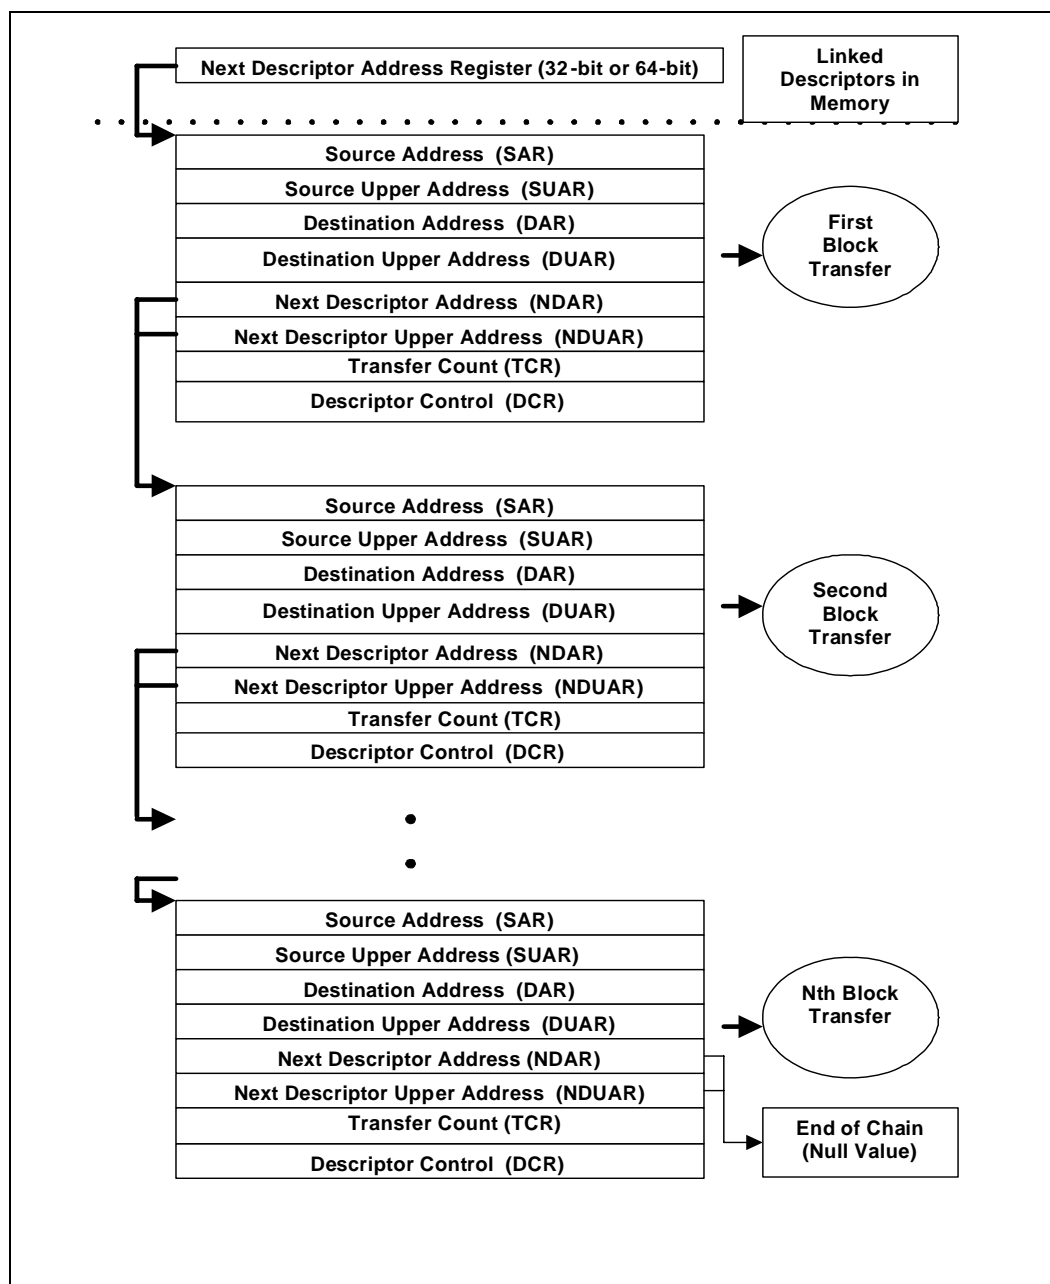 Next Descriptor Address Register (32-bit or 64-bit)
Linked
Descriptors in
Memory
Source Address (SAR)
Source Upper Address (SUAR)
Destination Address (DAR)
Destination Upper Address (DUAR)
Next Descriptor Address (NDAR)
Next Descriptor Upper Address (NDUAR)
Transfer Count (TCR)
Descriptor Control (DCR)
First
Block
Transfer
Source Address (SAR)
Source Upper Address (SUAR)
Destination Address (DAR)
Destination Upper Address (DUAR)
Next Descriptor Address (NDAR)
Next Descriptor Upper Address (NDUAR)
Transfer Count (TCR)
Descriptor Control (DCR)
Second
Block
Transfer
Source Address (SAR)
Source Upper Address (SUAR)
Destination Address (DAR)
Destination Upper Address (DUAR)
Next Descriptor Address (NDAR)
Next Descriptor Upper Address (NDUAR)
Transfer Count (TCR)
Descriptor Control (DCR)
Nth Block
Transfer
End of Chain
(Null Value)